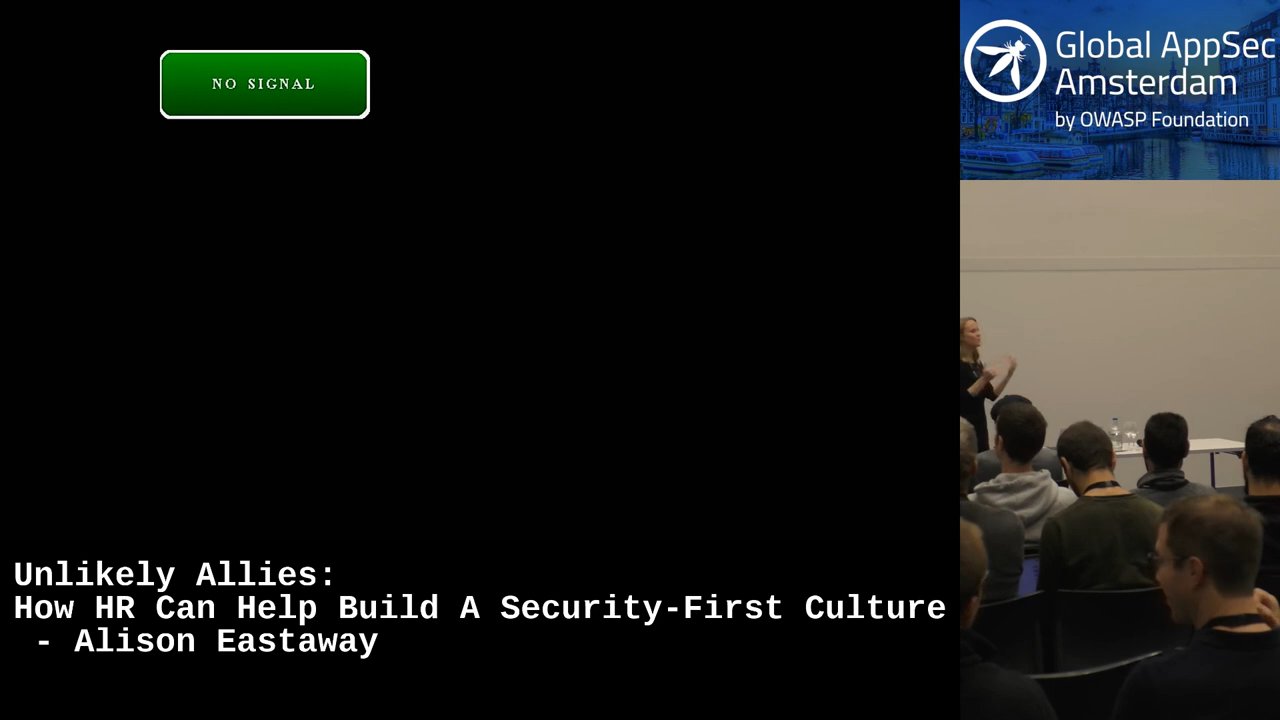 NO SIGNAL
Global AppSec
Amsterdam
by OWASP Foundation
Unlikely Allies:
How HR Can Help Build A Security-First Culture
- Alison Eastaway